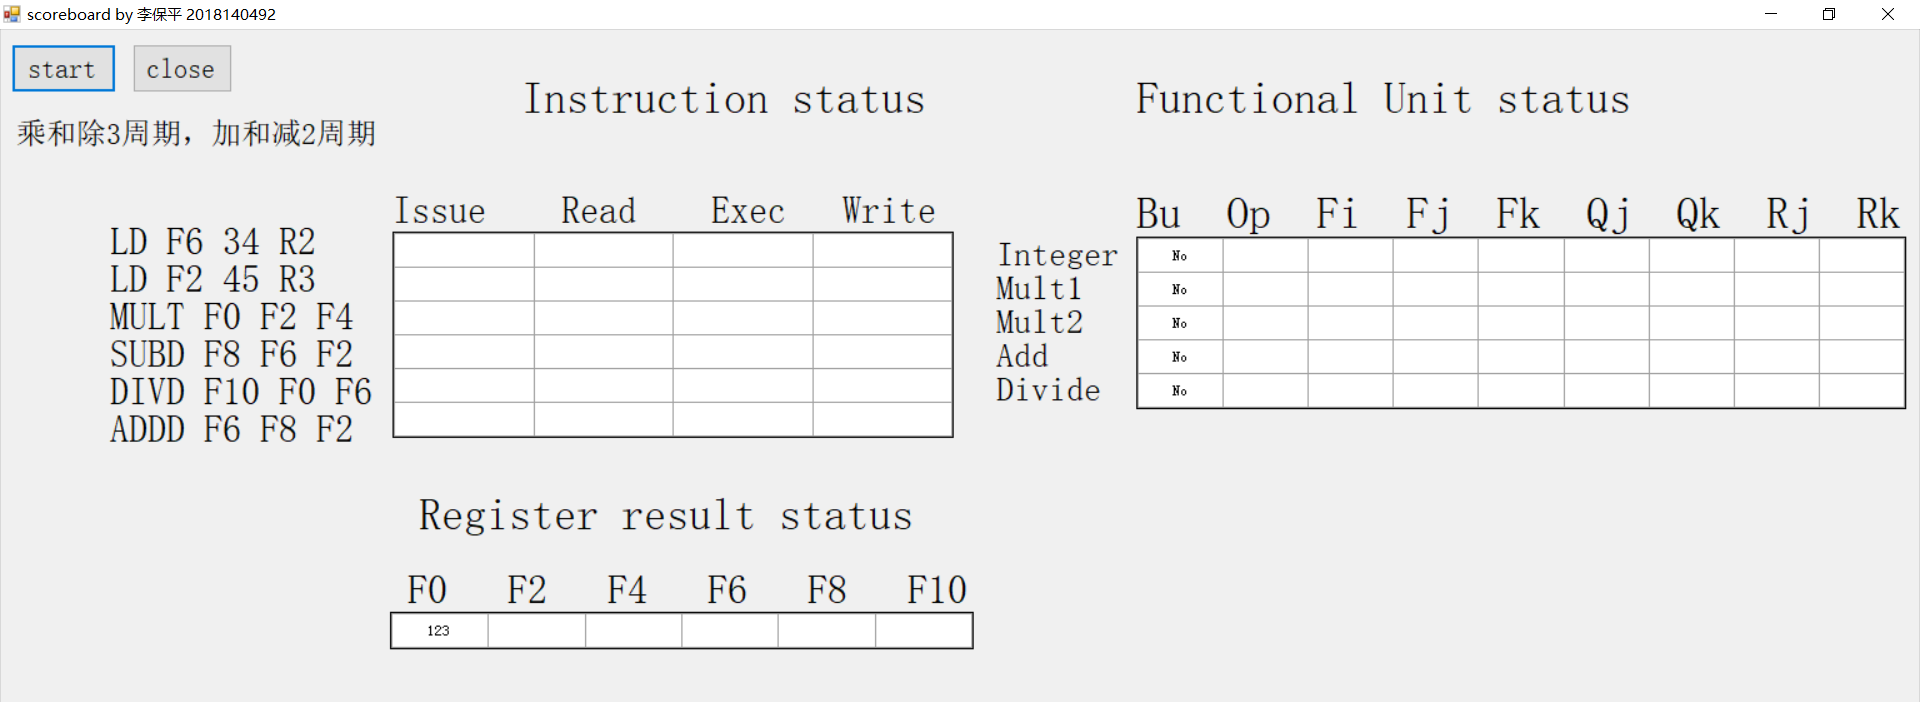 scoreboard by 李保平 2018140492
start close
乘和除3周期，加和减2周期
Instruction status
Issue Read Exec Write
LD F6 34 R2
LD F2 45 R3
MULT F0 F2 F4
SUBD F8 F6 F2
DIVD F10 F0 F6
ADDD F6 F8 F2
Functional Unit status
Bu Op Fi Fj Fk Qj Qk Rj Rk
Integer No
Mult1 No
Mult2 No
Add No
Divide No
Register result status
F0 F2 F4 F6 F8 F10
123